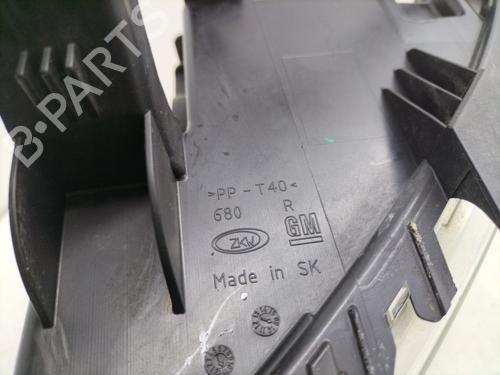 B-PARTS
>PP-T40<
680 R
ZKW GM
Made in SK